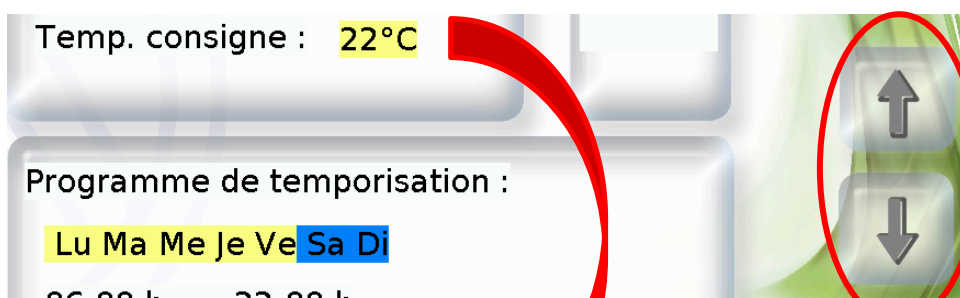 Temp. consigne : 22°C
Programme de temporisation :
Lu Ma Me Je Ve Sa Di